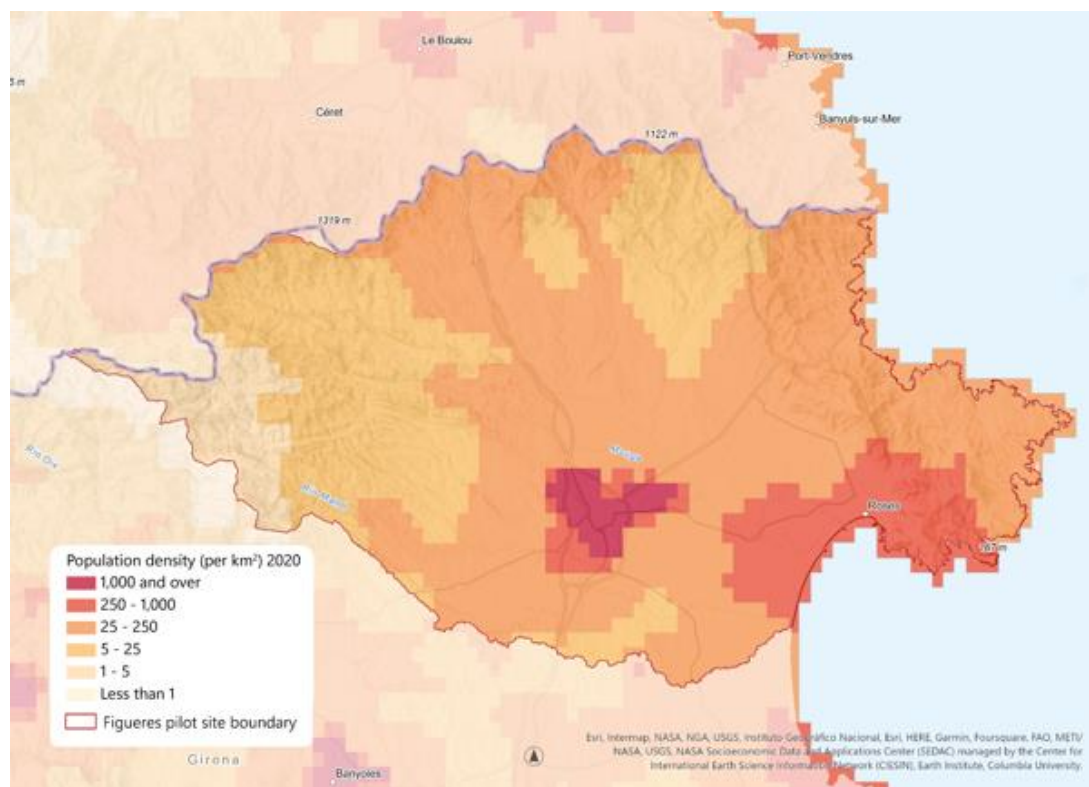 Le Boulou
Port-Vendres
5 m
Céret
Banyuls-sur-Mer
1122 m
1319 m
Muga
Roses
Population density (per km²) 2020
1,000 and over
250 - 1,000
25 - 250
5 - 25
1 - 5
Less than 1
Figueres pilot site boundary
Girona
Banyoles
Esri, Intermap, NASA, NGA, USGS, Instituto Geográfico Nacional, Esri, HERE, Garmin, Foursquare, FAO, METI/
NASA, USGS, NASA Socioeconomic Data and Applications Center (SEDAC) managed by the Center for
International Earth Science Information Network (CIESIN), Earth Institute, Columbia University.